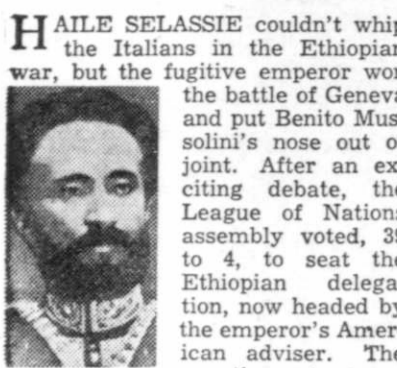 HAILE SELASSIE couldn't whip
the Italians in the Ethiopian
war, but the fugitive emperor won
the battle of Geneva
and put Benito Mus
solini's nose out o
joint. After an ex
citing debate, the
League of Nations
assembly voted, 39
to 4, to seat the
Ethiopian delega
tion, now headed by
the emperor's Amer
ican adviser. The